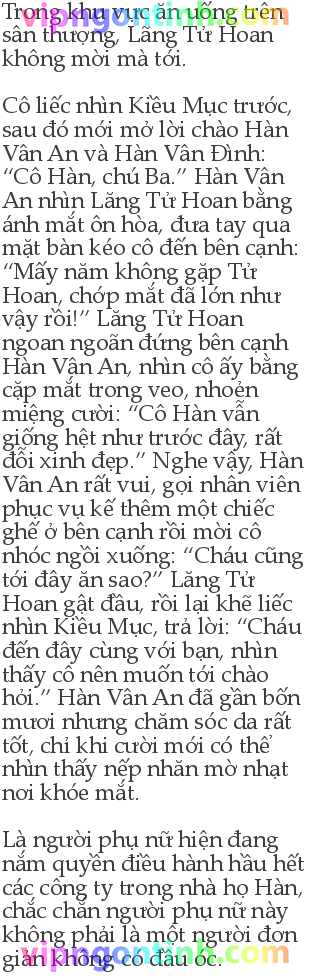 Trong khu vực ăn uống trên
vipngontinh.com
sân thượng, Lãng Tử Hoan
không mời mà tới.
Cô liếc nhìn Kiều Mục trước,
sau đó mới mở lời chào Hàn
Vân An và Hàn Vân Đình:
“Cô Hàn, chú Ba.” Hàn Vân
An nhìn Lăng Tử Hoan bằng
ánh mắt ôn hòa, đưa tay qua
mặt bàn kéo cô đến bên cạnh:
“Mấy năm không gặp Tử
Hoan, chớp mắt đã lớn như
vậy rồi!” Lăng Tử Hoan
ngoan ngoãn đứng bên cạnh
Hàn Vận An, nhìn cô ấy bằng
cặp mắt trong veo, nhoẻn
miệng cười: “Cô Hàn vẫn
giống hệt như trước đây, rất
đỗi xinh đẹp.” Nghe vậy, Hàn
Vân An rất vui, gọi nhân viên
phục vụ kế thêm một chiếc
ghế ở bên cạnh rồi mời cô
nhóc ngồi xuống: “Cháu cũng
tới đây ăn sao?” Lăng Tử
Hoan gật đầu, rồi lại khẽ liếc
nhìn Kiều Mục, trả lời: “Cháu
đến đây cùng với bạn, nhìn
thấy cô nên muốn tới chào
hỏi.” Hàn Vân An đã gần bốn
mươi nhưng chăm sóc da rất
tốt, chỉ khi cười mới có thể
nhìn thấy nếp nhăn mờ nhạt
nơi khóe mắt.
Là người phụ nữ hiện đang
nắm quyền điều hành hầu hết
các công ty trong nhà họ Hàn,
chắc chắn người phụ nữ này
không phải là một người đơn
giản không có đầu óc.
vipngontinh.com